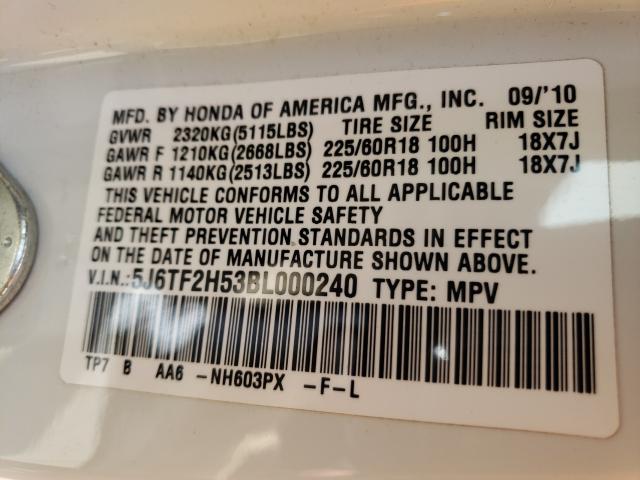 MFD. BY HONDA OF AMERICA MFG., INC. 09/'10
GVWR 2320KG(5115LBS) TIRE SIZE RIM SIZE
GAWR F 1210KG(2668LBS) 225/60R18 100H 18X7J
GAWR R 1140KG(2513LBS) 225/60R18 100H 18X7J
THIS VEHICLE CONFORMS TO ALL APPLICABLE
FEDERAL MOTOR VEHICLE SAFETY
AND THEFT PREVENTION STANDARDS IN EFFECT
ON THE DATE OF MANUFACTURE SHOWN ABOVE.
V.I.N.:5J6TF2H53BL000240 TYPE: MPV
TP7 B AA6 -NH603PX -F-L